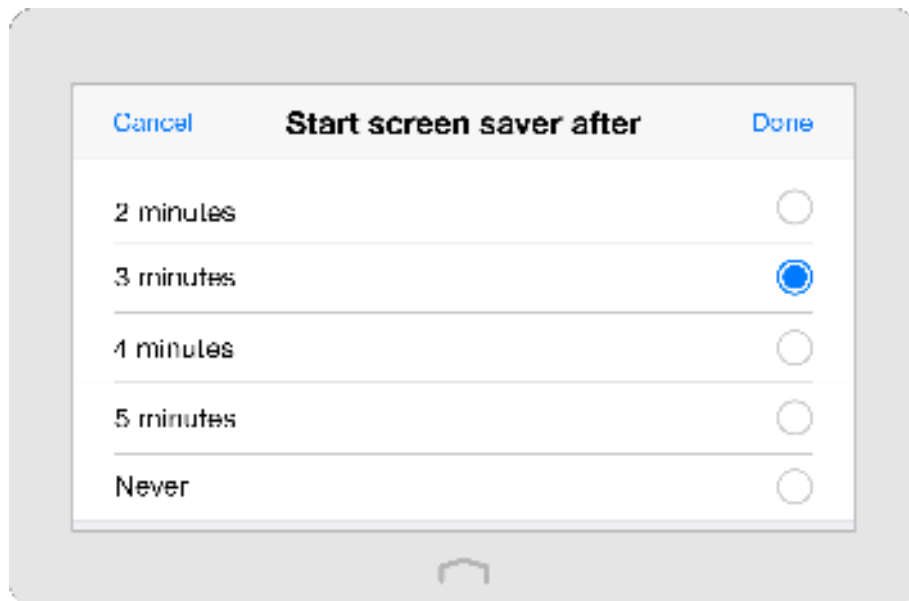 Cancel Start screen saver after Done
2 minutes
3 minutes
4 minutes
5 minutes
Never